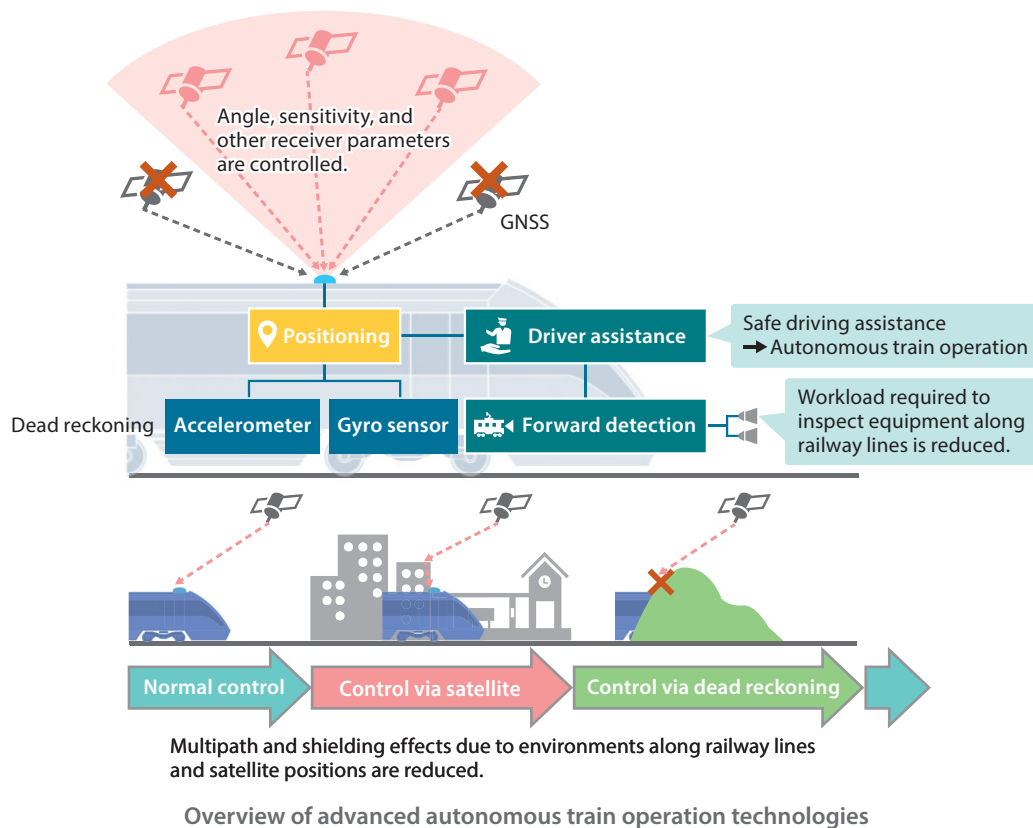 Angle, sensitivity, and
other receiver parameters
are controlled.
GNSS
Positioning
Driver assistance
Safe driving assistance
→ Autonomous train operation
Dead reckoning
Accelerometer
Gyro sensor
Forward detection
Workload required to
inspect equipment along
railway lines is reduced.
Normal control
Control via satellite
Control via dead reckoning
Multipath and shielding effects due to environments along railway lines
and satellite positions are reduced.
Overview of advanced autonomous train operation technologies